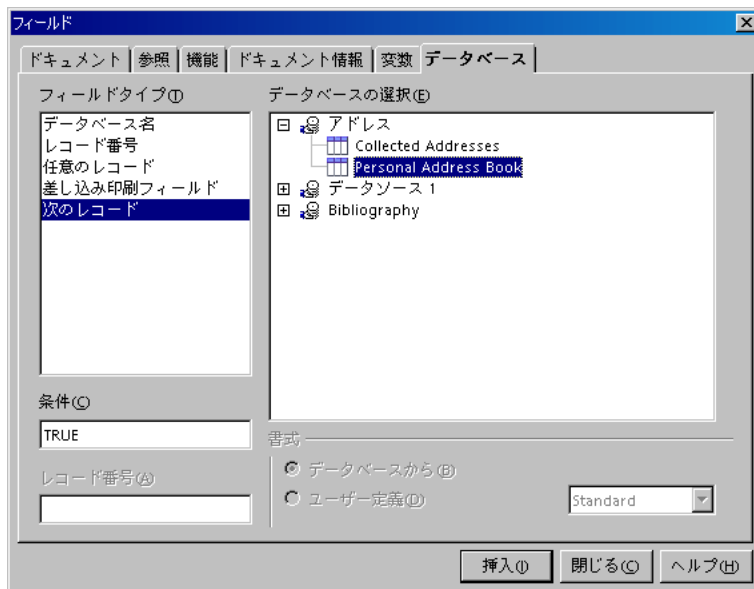 フィールド
ドキュメント 参照 機能 ドキュメント情報 変数 データベース
フィールドタイプ(T)
データベース名
レコード番号
任意のレコード
差し込み印刷フィールド
次のレコード
条件(C)
TRUE
レコード番号(A)
データベースの選択(E)
アドレス
Collected Addresses
Personal Address Book
データソース 1
Bibliography
書式
データベースから(B)
ユーザー定義(D)
Standard
挿入(I) 閉じる(C) ヘルプ(H)